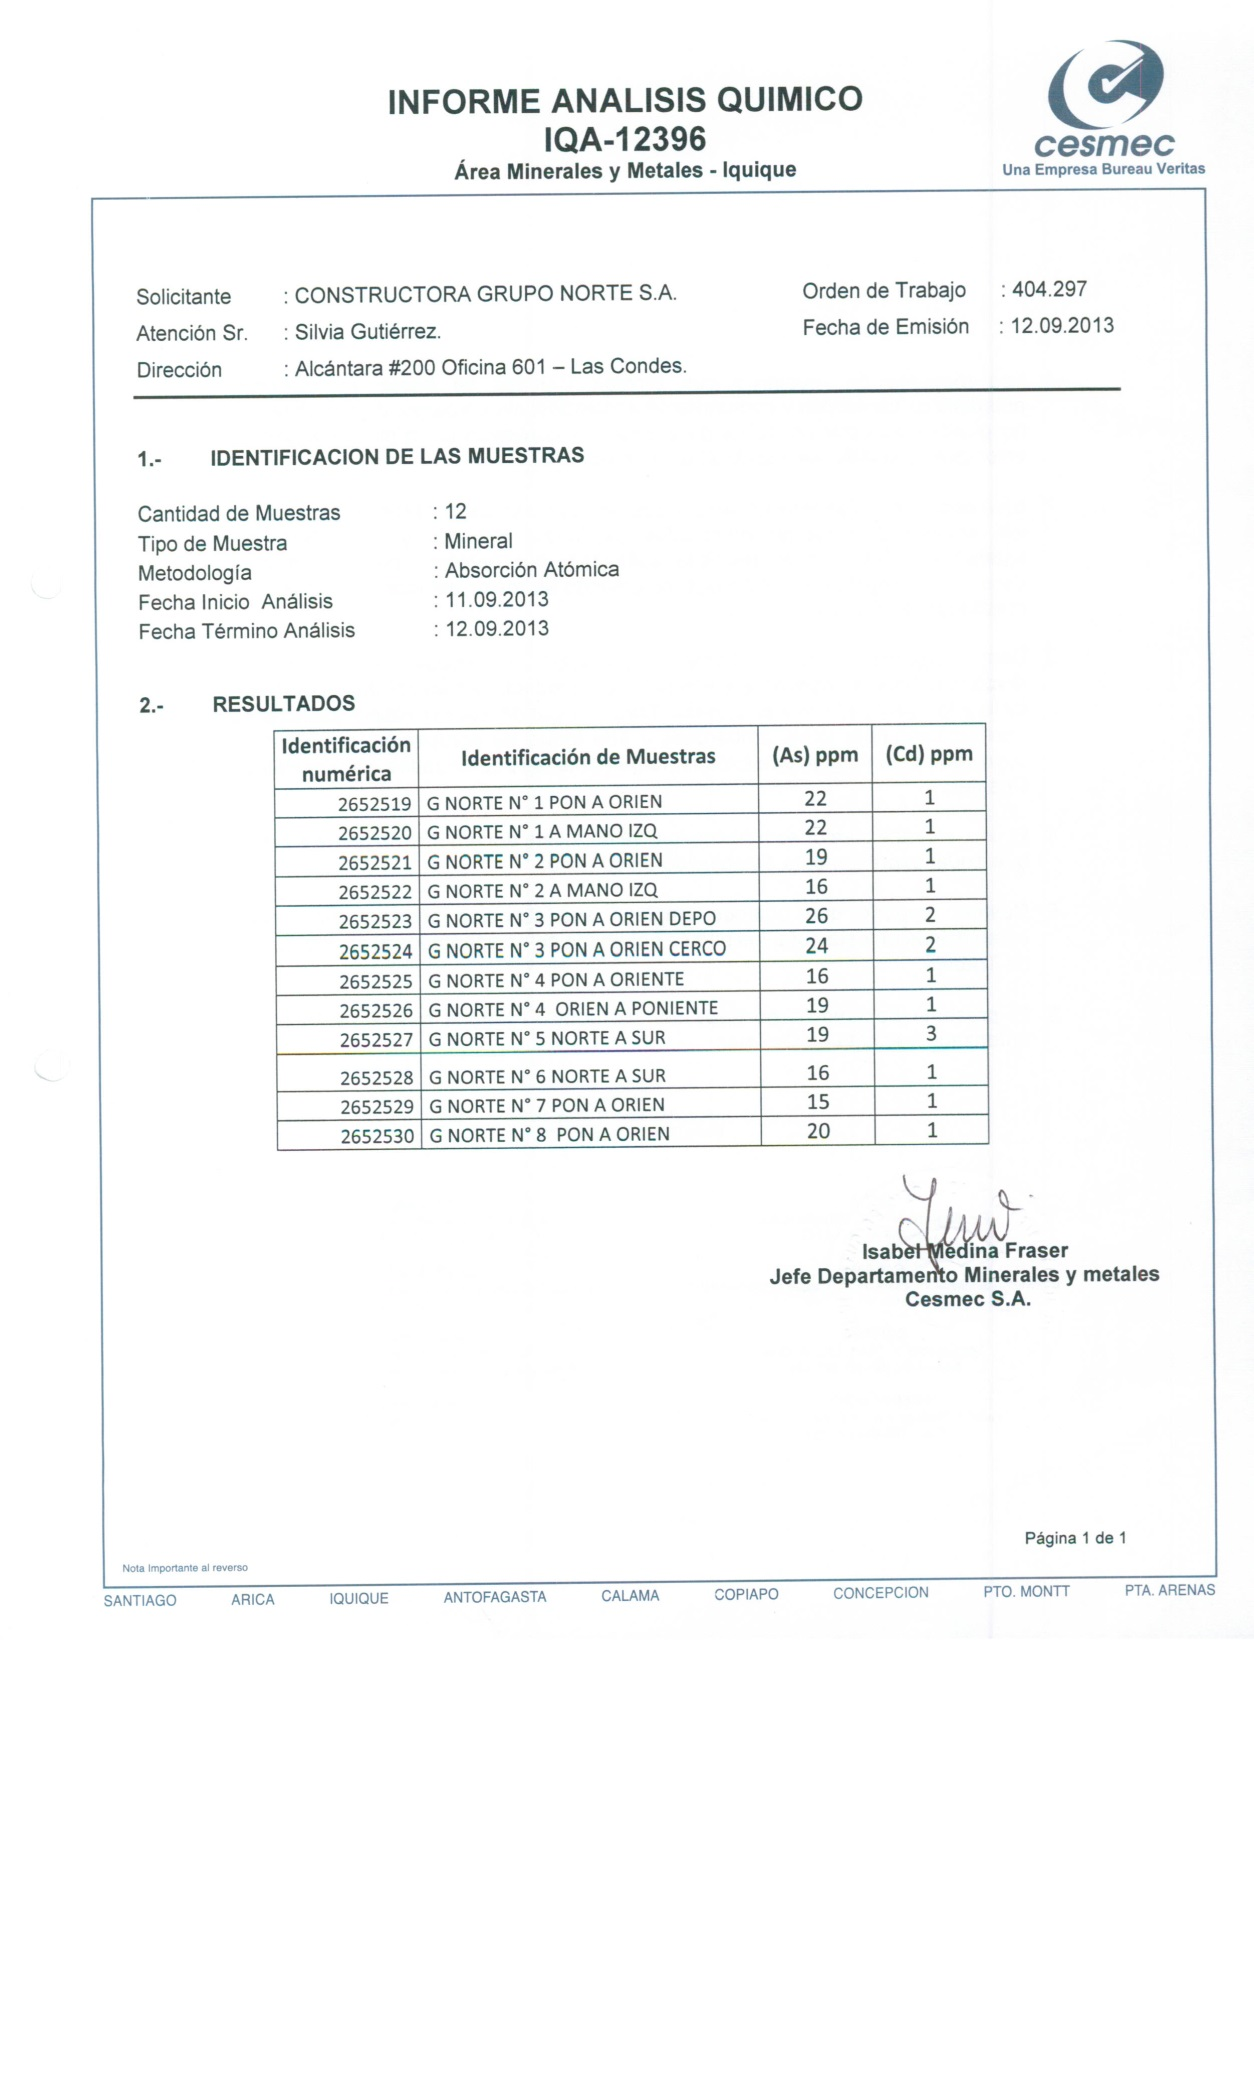 INFORME ANALISIS QUIMICO
IQA-12396
Área Minerales y Metales - Iquique
cesmec
Una Empresa Bureau Veritas
Solicitante : CONSTRUCTORA GRUPO NORTE S.A. Orden de Trabajo : 404.297
Atención Sr. : Silvia Gutiérrez. Fecha de Emisión : 12.09.2013
Dirección : Alcántara #200 Oficina 601 – Las Condes.
1.- IDENTIFICACION DE LAS MUESTRAS
Cantidad de Muestras : 12
Tipo de Muestra : Mineral
Metodología : Absorción Atómica
Fecha Inicio Análisis : 11.09.2013
Fecha Término Análisis : 12.09.2013
2.- RESULTADOS
Identificación numérica Identificación de Muestras (As) ppm (Cd) ppm
2652519 G NORTE N° 1 PON A ORIEN 22 1
2652520 G NORTE N° 1 A MANO IZQ 22 1
2652521 G NORTE N° 2 PON A ORIEN 19 1
2652522 G NORTE N° 2 A MANO IZQ 16 1
2652523 G NORTE N° 3 PON A ORIEN DEPO 26 2
2652524 G NORTE N° 3 PON A ORIEN CERCO 24 2
2652525 G NORTE N° 4 PON A ORIENTE 16 1
2652526 G NORTE N° 4 ORIEN A PONIENTE 19 1
2652527 G NORTE N° 5 NORTE A SUR 19 3
2652528 G NORTE N° 6 NORTE A SUR 16 1
2652529 G NORTE N° 7 PON A ORIEN 15 1
2652530 G NORTE N° 8 PON A ORIEN 20 1
Isabel Medina Fraser
Jefe Departamento Minerales y metales
Cesmec S.A.
Página 1 de 1
Nota Importante al reverso
SANTIAGO ARICA IQUIQUE ANTOFAGASTA CALAMA COPIAPO CONCEPCION PTO. MONTT PTA. ARENAS